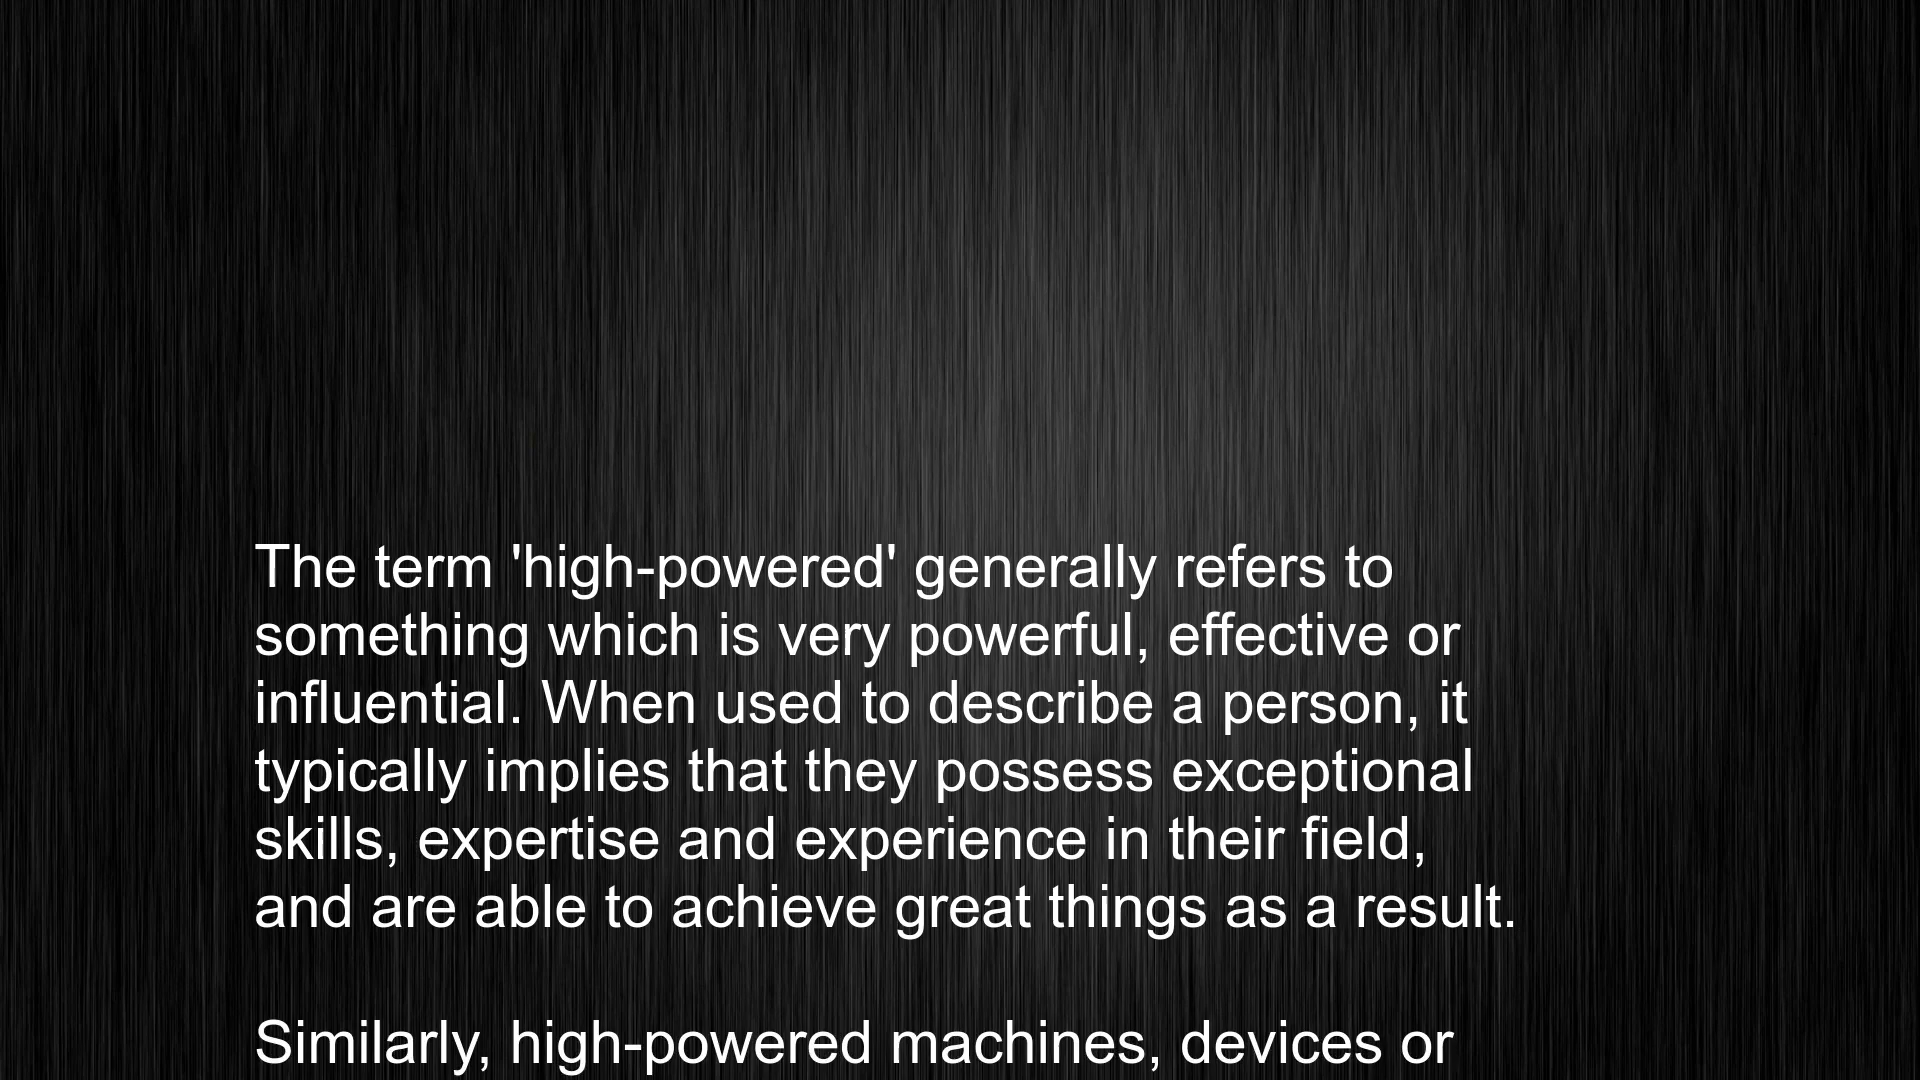 The term 'high-powered' generally refers to
something which is very powerful, effective or
influential. When used to describe a person, it
typically implies that they possess exceptional
skills, expertise and experience in their field,
and are able to achieve great things as a result.
Similarly, high-powered machines, devices or